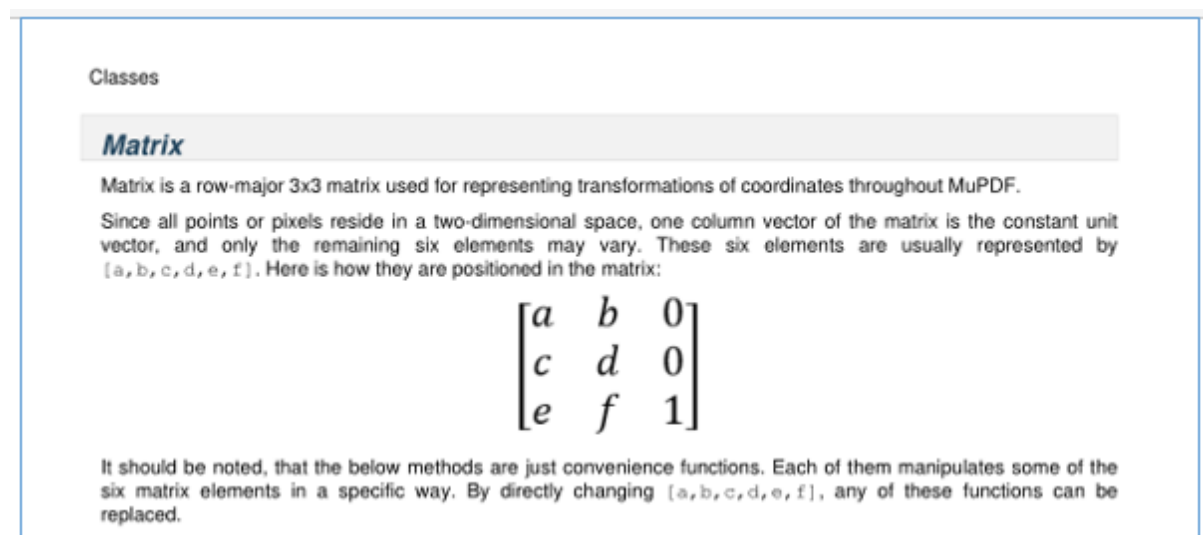 Classes
Matrix
Matrix is a row-major 3x3 matrix used for representing transformations of coordinates throughout MuPDF.
Since all points or pixels reside in a two-dimensional space, one column vector of the matrix is the constant unit
vector, and only the remaining six elements may vary. These six elements are usually represented by
[a,b,c,d,e,f]. Here is how they are positioned in the matrix:
a b 0
c d 0
e f 1
It should be noted, that the below methods are just convenience functions. Each of them manipulates some of the
six matrix elements in a specific way. By directly changing [a,b,c,d,e,f], any of these functions can be
replaced.